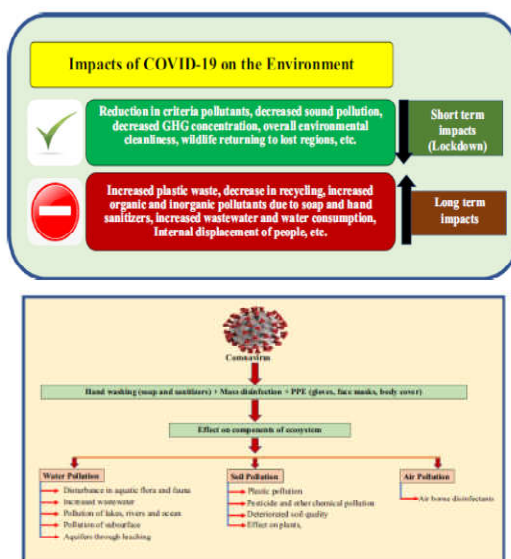 Impacts of COVID-19 on the Environment
Reduction in criteria pollutants, decreased sound pollution,
decreased GHG concentration, overall environmental
cleanliness, wildlife returning to lost regions, etc.
Short term
impacts
(Lockdown)
Increased plastic waste, decrease in recycling, increased
organic and inorganic pollutants due to soap and hand
sanitizers, increased wastewater and water consumption,
Internal displacement of people, etc.
Long term
impacts
Coronavirus
Hand washing (soap and sanitizers) + Mass disinfection + PPE (gloves, face masks, body cover)
Effect on components of ecosystem
Water Pollution
Disturbance in aquatic flora and fauna
Increased wastewater
Pollution of lakes, rivers and ocean
Pollution of subsurface
Aquifers through leaching
Soil Pollution
Plastic pollution
Pesticide and other chemical pollution
Deteriorated soil quality
Effect on plants,
Air Pollution
Air borne disinfectants